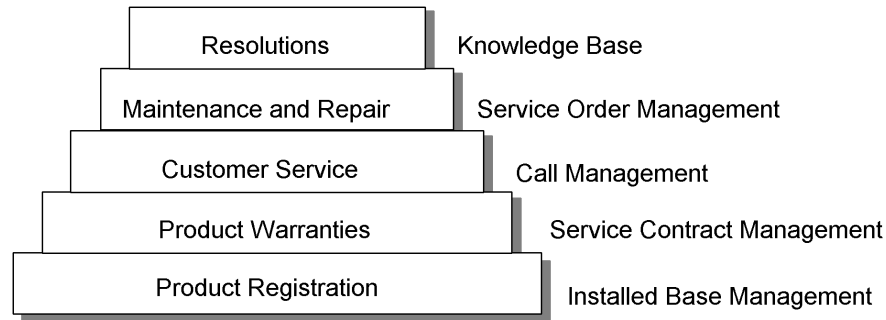 Resolutions Knowledge Base
Maintenance and Repair Service Order Management
Customer Service Call Management
Product Warranties Service Contract Management
Product Registration Installed Base Management